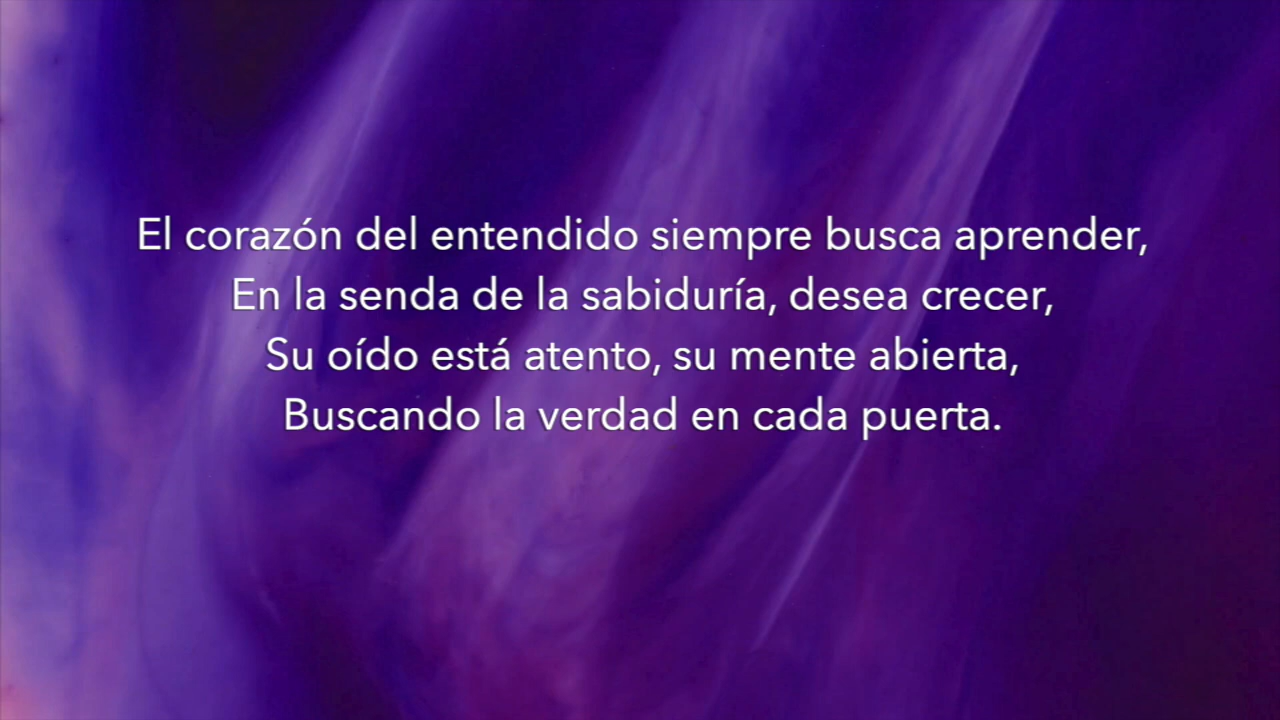 El corazón del entendido siempre busca aprender,
En la senda de la sabiduría, desea crecer,
Su oído está atento, su mente abierta,
Buscando la verdad en cada puerta.